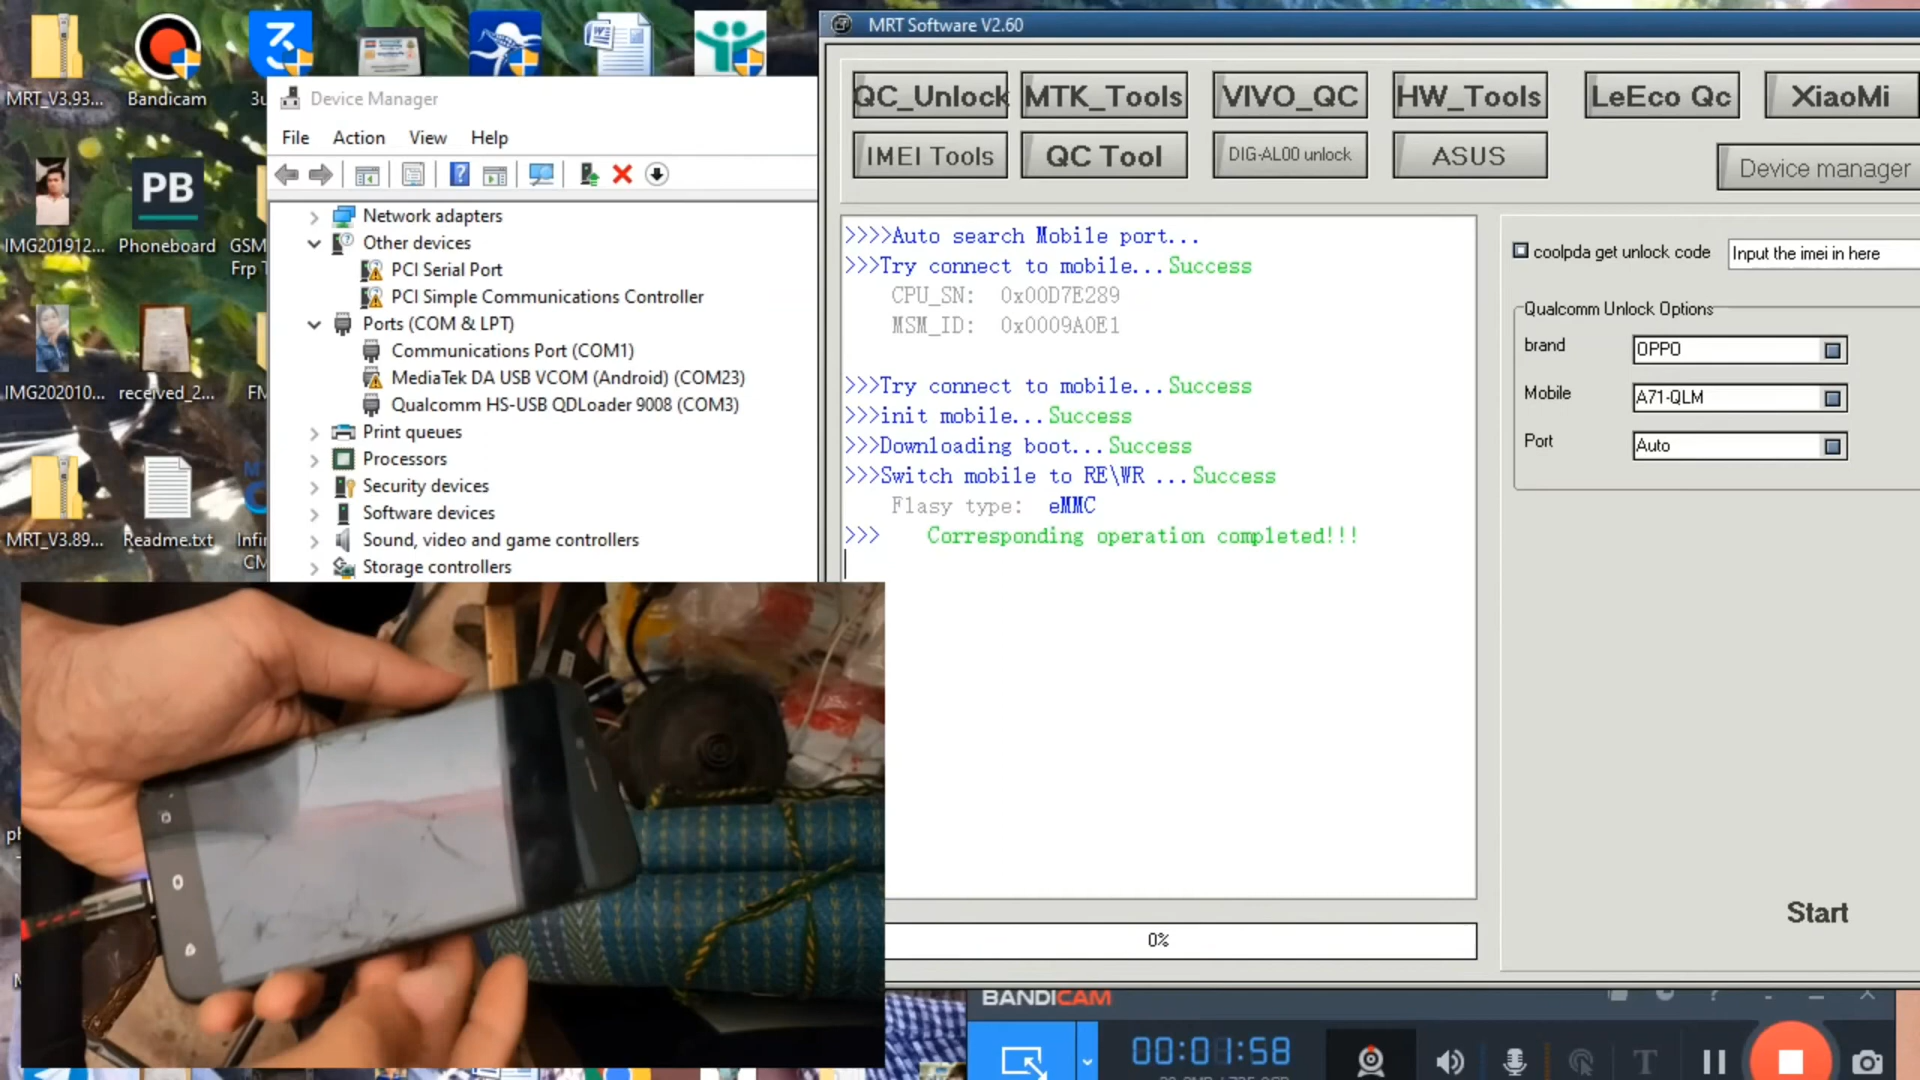 MRT_V3.93...
Bandicam
3u
IMG201912...
Phoneboard
GSM
Frp T
IMG202010...
received_2...
FM
MRT_V3.89...
Readme.txt
Infin
CM
PB
Device Manager
File Action View Help
Network adapters
Other devices
PCI Serial Port
PCI Simple Communications Controller
Ports (COM & LPT)
Communications Port (COM1)
MediaTek DA USB VCOM (Android) (COM23)
Qualcomm HS-USB QDLoader 9008 (COM3)
Print queues
Processors
Security devices
Software devices
Sound, video and game controllers
Storage controllers
MRT Software V2.60
QC_Unlock MTK_Tools VIVO_QC HW_Tools LeEco Qc XiaoMi
IMEI Tools QC Tool DIG-AL00 unlock ASUS Device manager
>>>>Auto search Mobile port...
>>>Try connect to mobile...Success
CPU_SN: 0x00D7E289
MSM_ID: 0x0009A0E1
>>>Try connect to mobile...Success
>>>init mobile...Success
>>>Downloading boot...Success
>>>Switch mobile to RE\WR ...Success
Flasy type: eMMC
>>> Corresponding operation completed!!!
0%
coolpda get unlock code Input the imei in here
Qualcomm Unlock Options
brand OPPO
Mobile A71-QLM
Port Auto
Start
BANDICAM
00:01:58